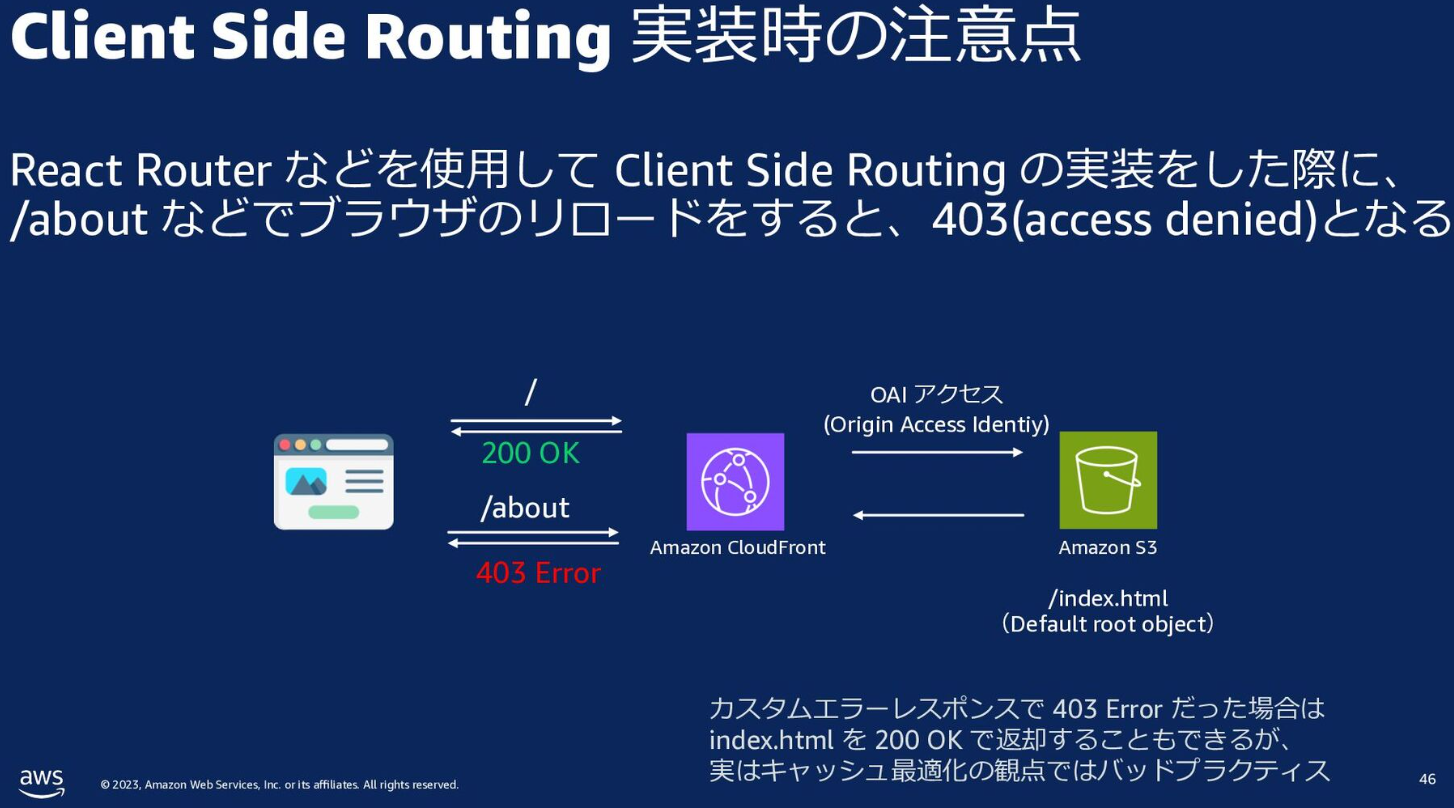 Client Side Routing 実装時の注意点
React Router などを使用して Client Side Routing の実装をした際に、
/about などでブラウザのリロードをすると、403(access denied)となる
/
200 OK
/about
403 Error
Amazon CloudFront
OAI アクセス
(Origin Access Identiy)
Amazon S3
/index.html
（Default root object）
カスタムエラーレスポンスで 403 Error だった場合は
index.html を 200 OK で返却することもできるが、
実はキャッシュ最適化の観点ではバッドプラクティス
aws
© 2023, Amazon Web Services, Inc. or its affiliates. All rights reserved.
46